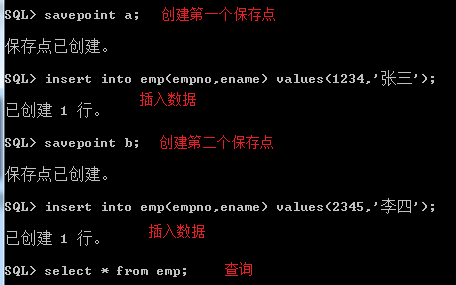 SQL> savepoint a; 创建第一个保存点
保存点已创建。
SQL> insert into emp(empno,ename) values(1234,'张三');
插入数据
已创建 1 行。
SQL> savepoint b; 创建第二个保存点
保存点已创建。
SQL> insert into emp(empno,ename) values(2345,'李四');
插入数据
已创建 1 行。
SQL> select * from emp; 查询